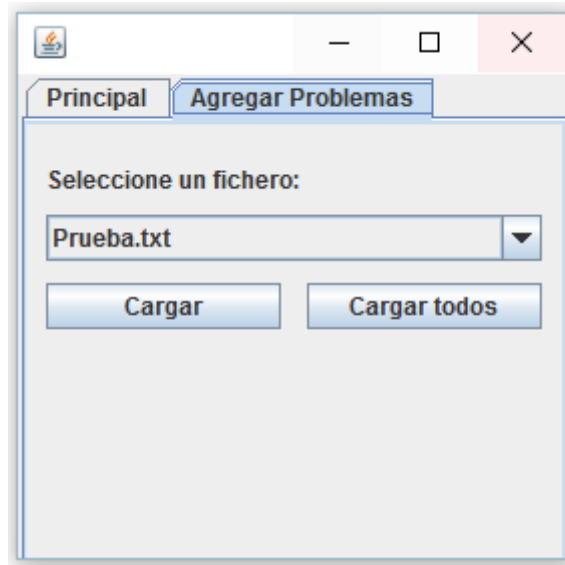 Principal Agregar Problemas
Seleccione un fichero:
Prueba.txt
Cargar Cargar todos